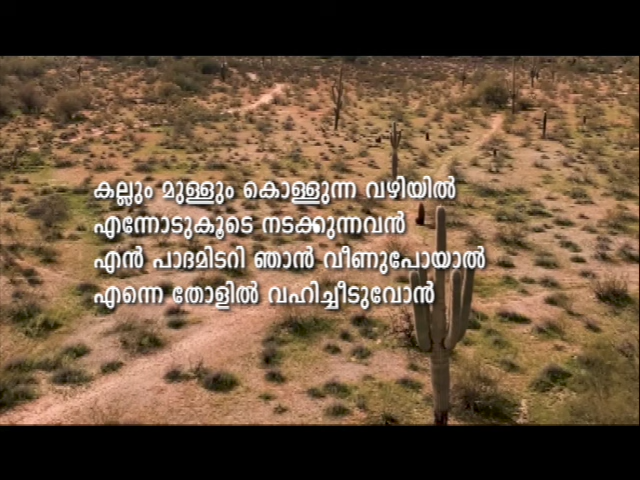 കല്ലും മുള്ളും കൊള്ളുന്ന വഴിയിൽ
എന്നോടുകൂടെ നടക്കുന്നവൻ
എൻ പാദമിടറി ഞാൻ വീണുപോയാൽ
എന്നെ തോളിൽ വഹിച്ചീടുവോൻ